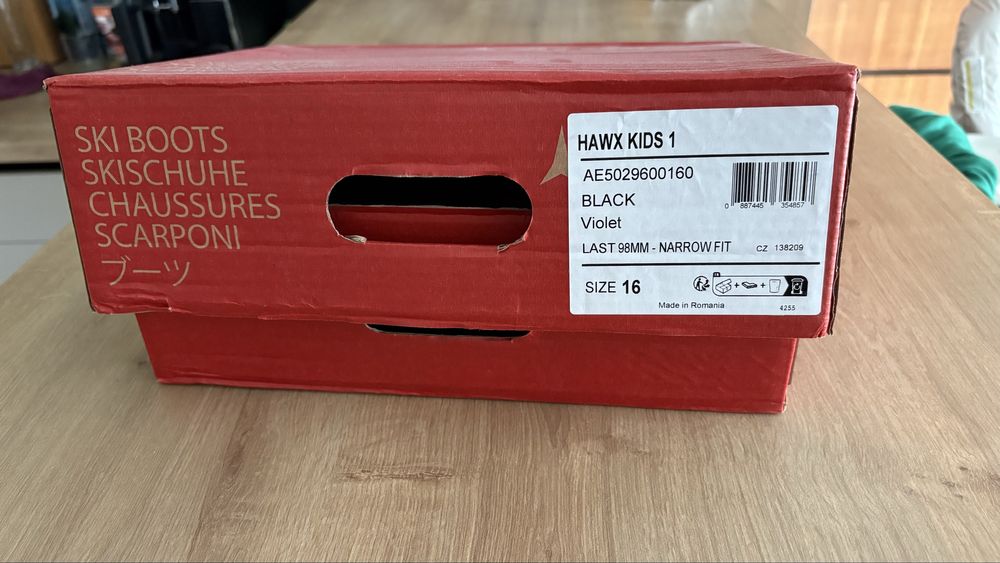 SKI BOOTS
SKISCHUHE
CHAUSSURES
SCARPONI
ブーツ
HAWX KIDS 1
AE5029600160
BLACK
Violet
0 887445 354857
LAST 98MM - NARROW FIT CZ 138209
SIZE 16
Made in Romania 4255